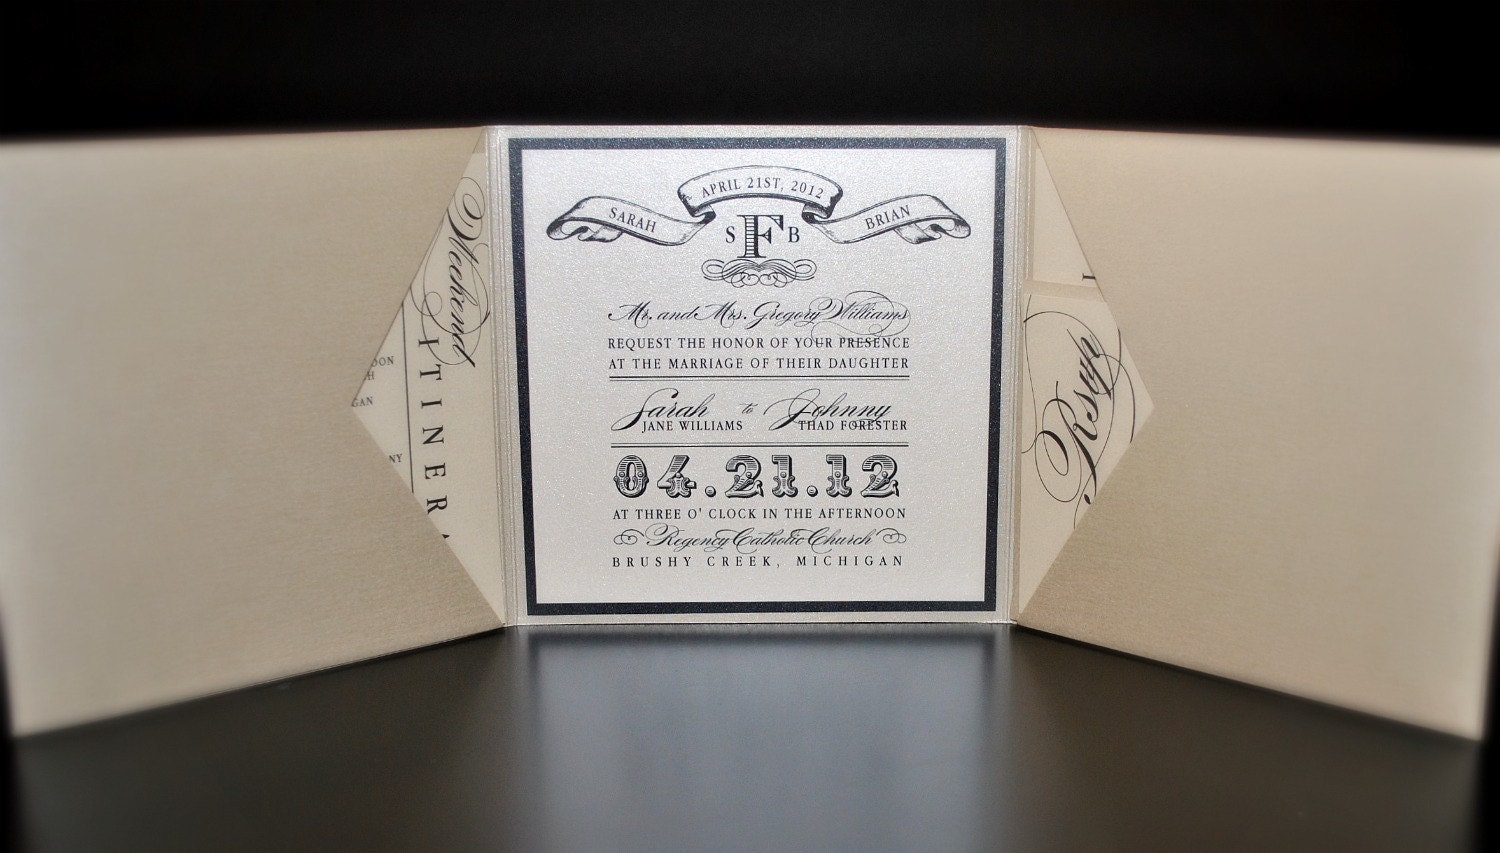 APRIL 21ST, 2012
SARAH
BRIAN
S F B
Mr. and Mrs. Gregory Williams
REQUEST THE HONOR OF YOUR PRESENCE
AT THE MARRIAGE OF THEIR DAUGHTER
Sarah to Johnny
JANE WILLIAMS THAD FORESTER
04.21.12
AT THREE O' CLOCK IN THE AFTERNOON
Regency Catholic Church
BRUSHY CREEK, MICHIGAN
Weekend
ITINER
Rsvp